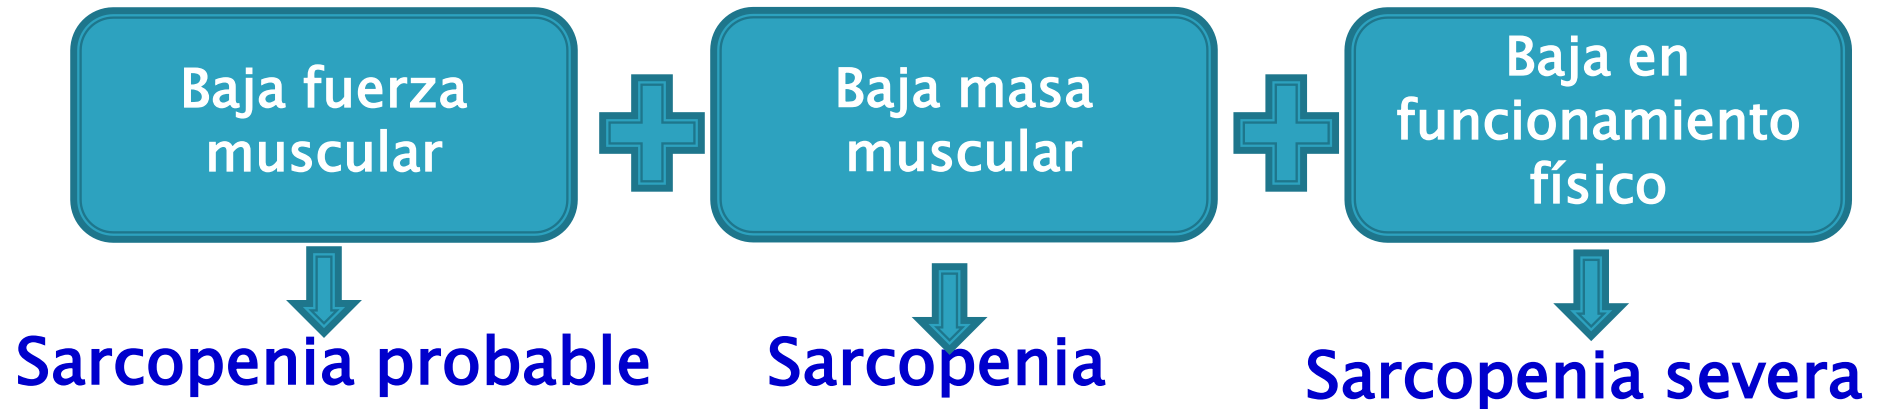 Baja fuerza
muscular
Baja masa
muscular
Baja en
funcionamiento
físico
Sarcopenia probable
Sarcopenia
Sarcopenia severa